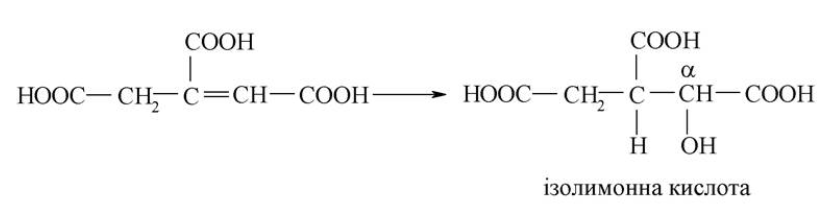 COOH COOH
α
HOOC—CH₂—C=CH—COOH HOOC—CH₂—C—CH—COOH
H OH
ізолимонна кислота